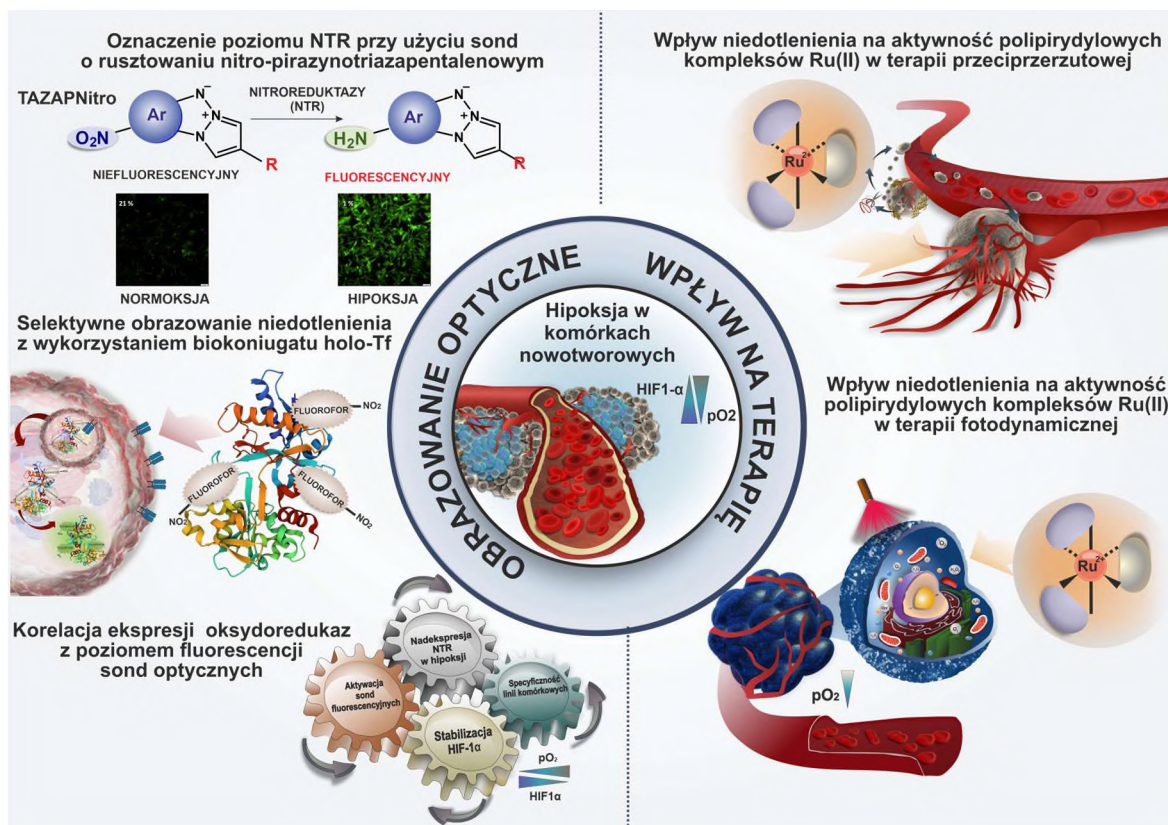 Oznaczenie poziomu NTR przy użyciu sond
o rusztowaniu nitro-pirazynotriazapentalenowym
TAZAPNitro
O₂N
Ar
N⁻
N
+
N
R
NITROREDUKTAZY
(NTR)
H₂N
Ar
N⁻
N
+
N
R
NIEFLUORESCENCYJNY
FLUORESCENCYJNY
21 %
1 %
NORMOKSJA
HIPOKSJA
Selektywne obrazowanie niedotlenienia
z wykorzystaniem biokoniugatu holo-Tf
FLUOROFOR
NO₂
FLUOROFOR
NO₂
FLUOROFOR
NO₂
Korelacja ekspresji oksydoredukaz
z poziomem fluorescencji
sond optycznych
Nadekspresja
NTR
w hipoksji
Aktywacja
sond
fluorescencyjnych
Specyficzność
linii komórkowych
Stabilizacja
HIF-1α
pO₂
HIF1α
OBRAZOWANIE OPTYCZNE
WPŁYW NA TERAPIĘ
Hipoksja w
komórkach
nowotworowych
HIF1-α
pO2
Wpływ niedotlenienia na aktywność polipirydylowych
kompleksów Ru(II) w terapii przeciprzerzutowej
Ru²⁺
Wpływ niedotlenienia na aktywność
polipirydylowych kompleksów Ru(II)
w terapii fotodynamicznej
Ru²⁺
pO₂